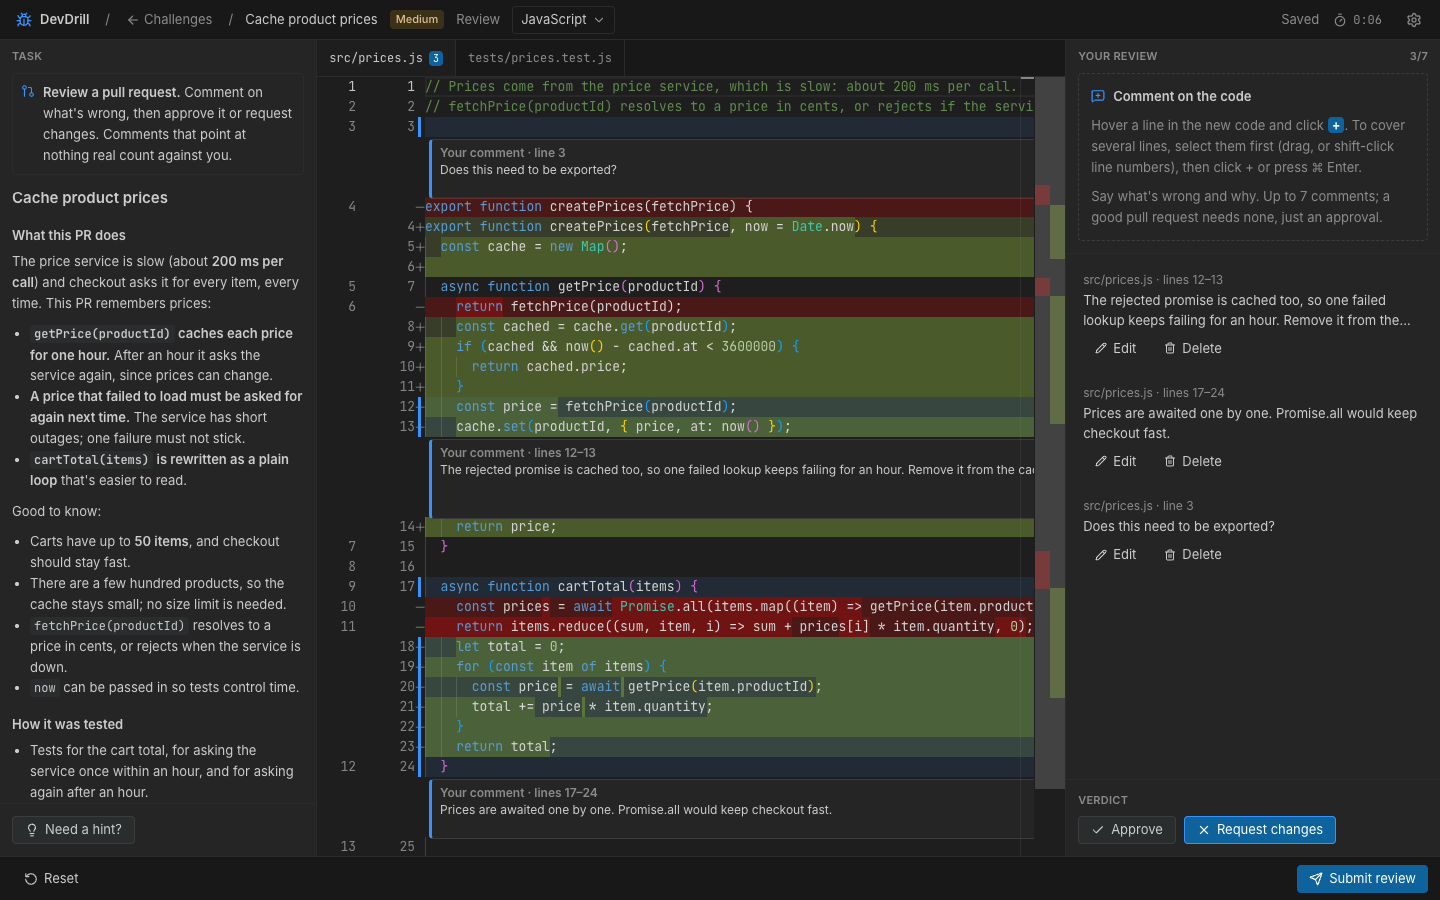 DevDrill / ← Challenges / Cache product prices Medium Review JavaScript
Saved 0:06
TASK
Review a pull request. Comment on
what's wrong, then approve it or request
changes. Comments that point at
nothing real count against you.
Cache product prices
What this PR does
The price service is slow (about 200 ms per
call) and checkout asks it for every item, every
time. This PR remembers prices:
• getPrice(productId) caches each price
for one hour. After an hour it asks the
service again, since prices can change.
• A price that failed to load must be asked for
again next time. The service has short
outages; one failure must not stick.
• cartTotal(items) is rewritten as a plain
loop that's easier to read.
Good to know:
• Carts have up to 50 items, and checkout
should stay fast.
• There are a few hundred products, so the
cache stays small; no size limit is needed.
• fetchPrice(productId) resolves to a
price in cents, or rejects when the service is
down.
• now can be passed in so tests control time.
How it was tested
• Tests for the cart total, for asking the
service once within an hour, and for asking
again after an hour.
Need a hint?
src/prices.js 3 tests/prices.test.js
1 1 // Prices come from the price service, which is slow: about 200 ms per call.
2 2 // fetchPrice(productId) resolves to a price in cents, or rejects if the servi
3 3
Your comment · line 3
Does this need to be exported?
4 —export function createPrices(fetchPrice) {
4+export function createPrices(fetchPrice, now = Date.now) {
5+ const cache = new Map();
6+
5 7 async function getPrice(productId) {
6 — return fetchPrice(productId);
8+ const cached = cache.get(productId);
9+ if (cached && now() - cached.at < 3600000) {
10+ return cached.price;
11+ }
12+ const price = fetchPrice(productId);
13+ cache.set(productId, { price, at: now() });
Your comment · lines 12–13
The rejected promise is cached too, so one failed lookup keeps failing for an hour. Remove it from the cac
14+ return price;
7 15 }
8 16
9 17 async function cartTotal(items) {
10 — const prices = await Promise.all(items.map((item) => getPrice(item.product
11 — return items.reduce((sum, item, i) => sum + prices[i] * item.quantity, 0);
18+ let total = 0;
19+ for (const item of items) {
20+ const price = await getPrice(item.productId);
21+ total += price * item.quantity;
22+ }
23+ return total;
12 24 }
Your comment · lines 17–24
Prices are awaited one by one. Promise.all would keep checkout fast.
13 25
YOUR REVIEW 3/7
Comment on the code
Hover a line in the new code and click +. To cover
several lines, select them first (drag, or shift-click
line numbers), then click + or press ⌘ Enter.
Say what's wrong and why. Up to 7 comments; a
good pull request needs none, just an approval.
src/prices.js · lines 12–13
The rejected promise is cached too, so one failed
lookup keeps failing for an hour. Remove it from the...
Edit Delete
src/prices.js · lines 17–24
Prices are awaited one by one. Promise.all would keep
checkout fast.
Edit Delete
src/prices.js · line 3
Does this need to be exported?
Edit Delete
VERDICT
Approve Request changes
Reset
Submit review